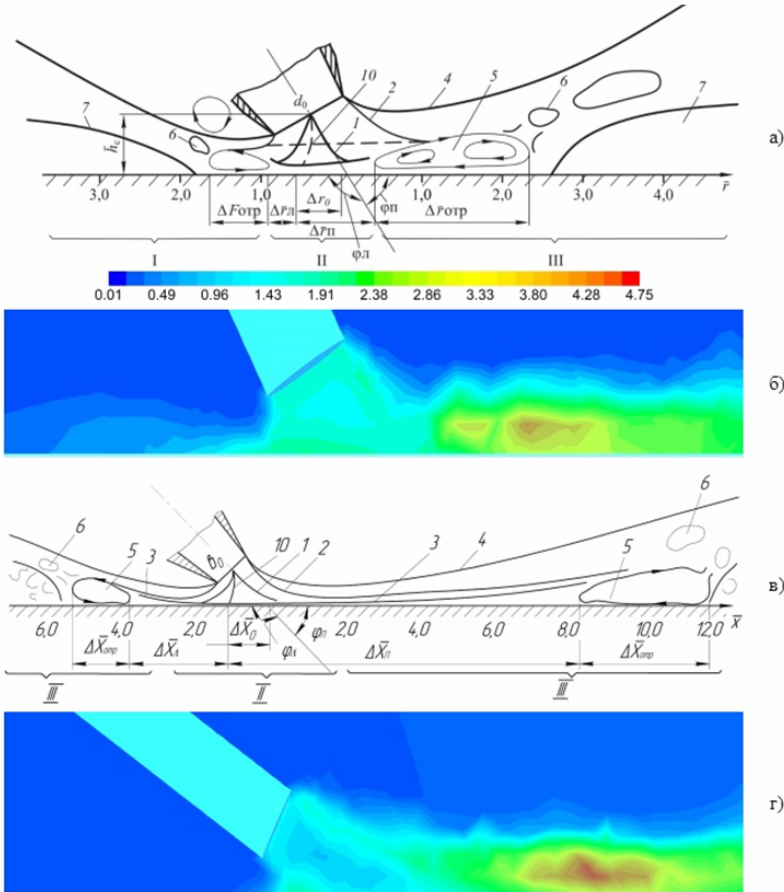 10
2
4
5
6
7
d₀
1
7
6
h̄c
а)
3,0 2,0 1,0 1,0 2,0 3,0 4,0 r̄
Δr₀
φп
ΔFотр Δr̄л Δr̄п Δr̄отр
φл
I II III
0.01 0.49 0.96 1.43 1.91 2.38 2.86 3.33 3.80 4.28 4.75
б)
6
6 5 3 B₀ 10 1 2 3 4 5
в)
6,0 4,0 2,0 2,0 4,0 6,0 8,0 10,0 12,0 X̄
ΔX̄отр ΔX̄л ΔX̄₀ φл φп ΔX̄п ΔX̄отр
III II III
г)